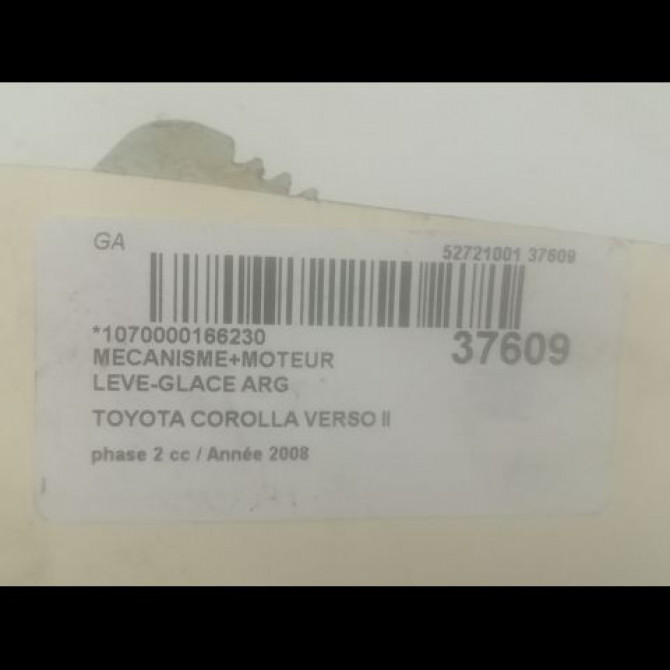 GA
52721001 37609
*1070000166230
37609
MECANISME+MOTEUR
LEVE-GLACE ARG
TOYOTA COROLLA VERSO II
phase 2 cc / Année 2008